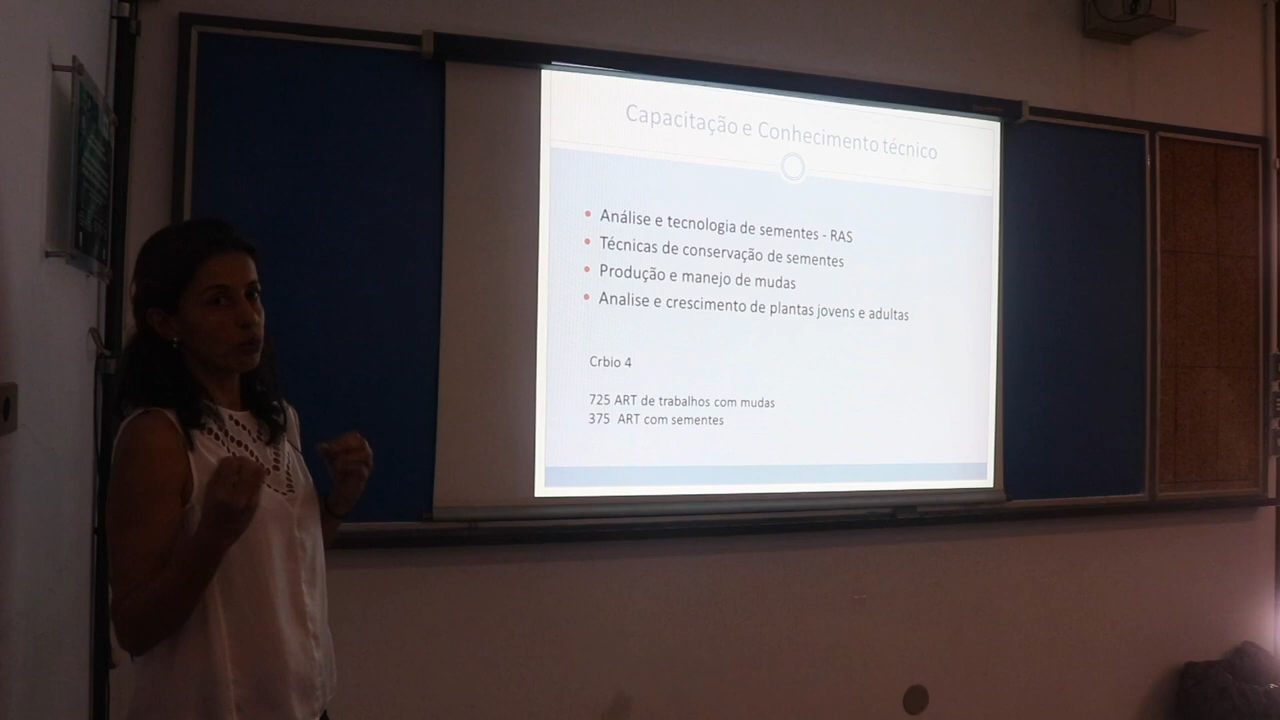 Capacitação e Conhecimento técnico
• Análise e tecnologia de sementes - RAS
• Técnicas de conservação de sementes
• Produção e manejo de mudas
• Analise e crescimento de plantas jovens e adultas
Crbio 4
725 ART de trabalhos com mudas
375 ART com sementes